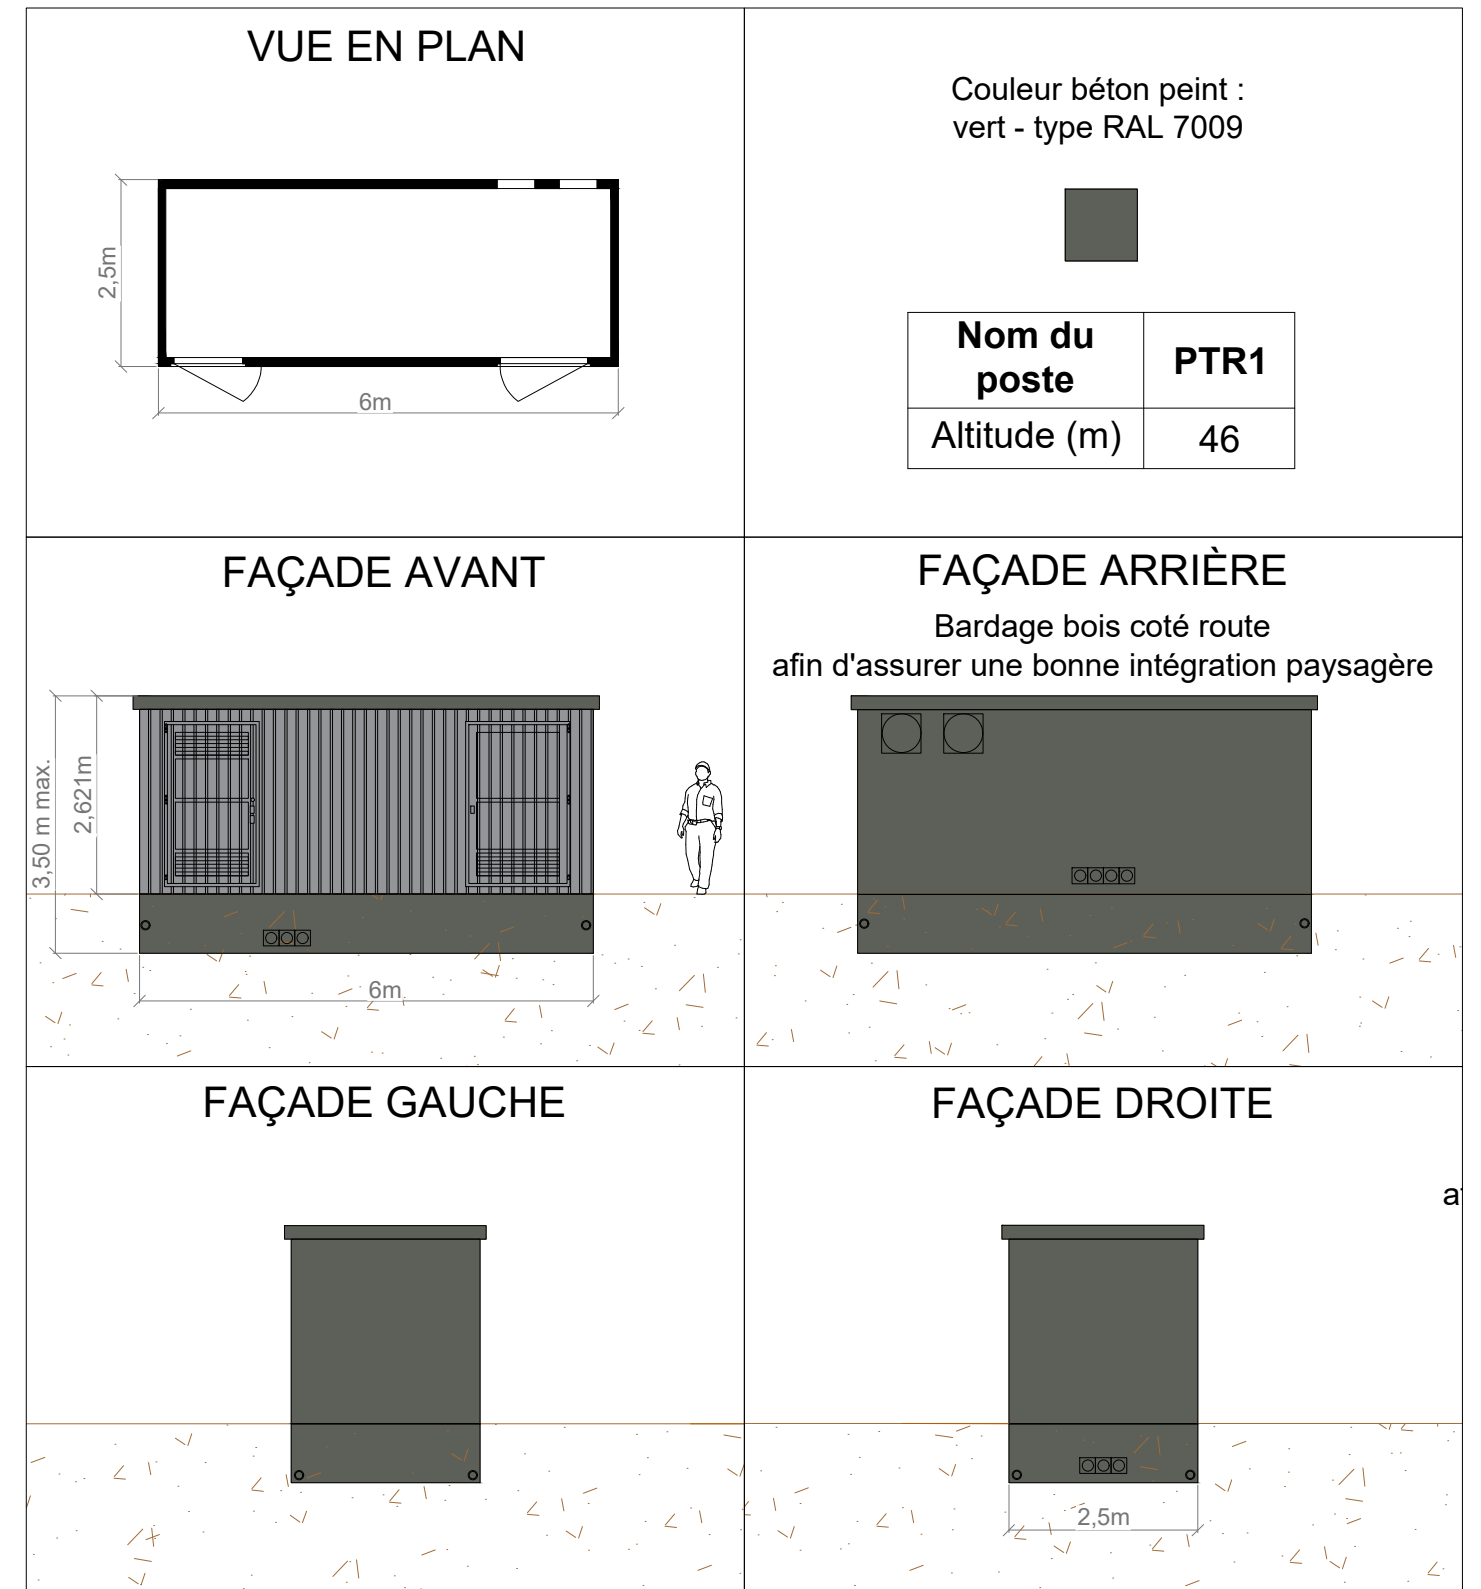 VUE EN PLAN
2,5m
6m
Couleur béton peint :
vert - type RAL 7009
Nom du
poste
PTR1
Altitude (m)
46
FAÇADE AVANT
3,50 m max.
2,621m
6m
FAÇADE ARRIÈRE
Bardage bois coté route
afin d'assurer une bonne intégration paysagère
FAÇADE GAUCHE
FAÇADE DROITE
2,5m